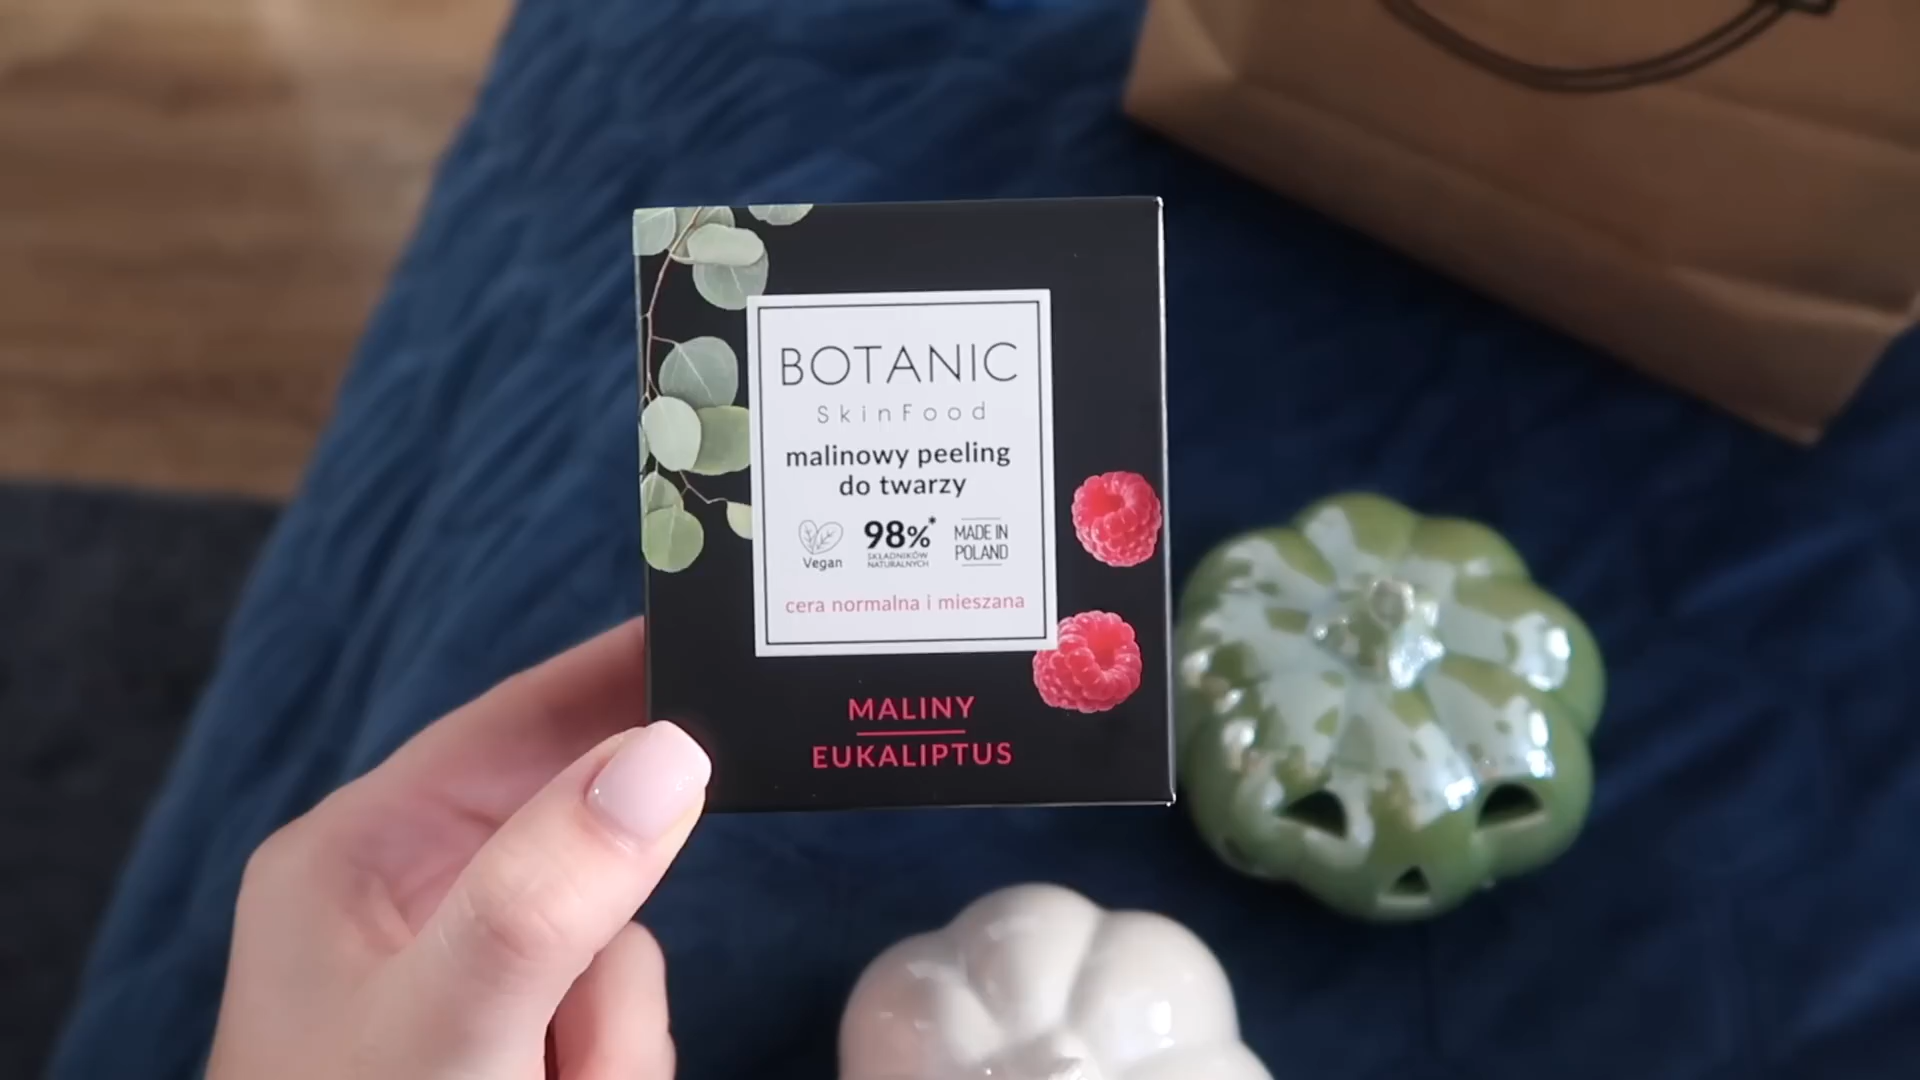 BOTANIC
SkinFood
malinowy peeling
do twarzy
Vegan
98%*
SKŁADNIKÓW
NATURALNYCH
MADE IN
POLAND
cera normalna i mieszana
MALINY
EUKALIPTUS